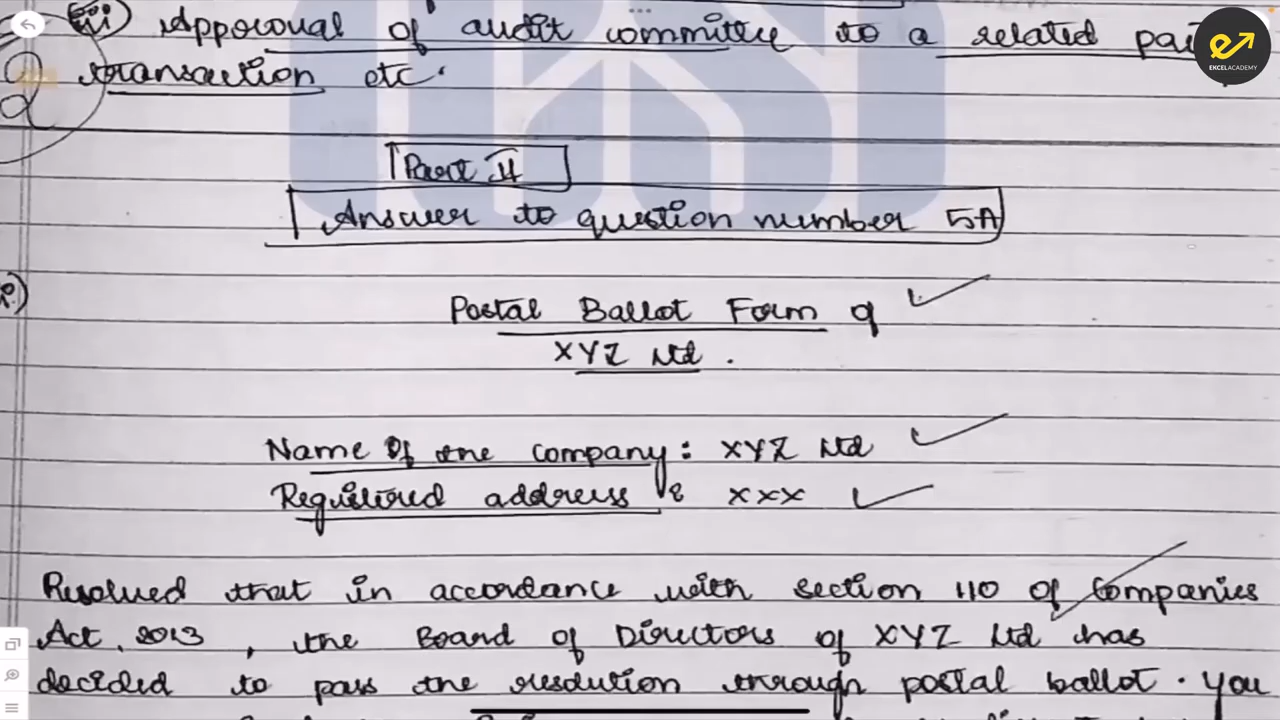 iii) Approval of audit committee to a related
transaction etc.
EXCELACADEMY
Part II
Answer to question number 5A
Postal Ballot Form of
XYZ Ltd.
Name of the company: XYZ Ltd
Registered address : XXX
Resolved that in accordance with section 110 of Companies
Act, 2013, the Board of Directors of XYZ Ltd has
decided to pass the resolution through postal ballot. You